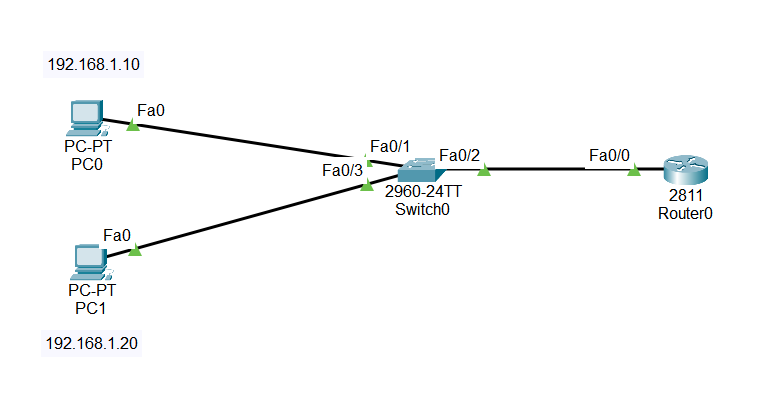 192.168.1.10
Fa0
PC-PT
PC0
Fa0/1
Fa0/3
Fa0/2
Fa0/0
2960-24TT
Switch0
2811
Router0
Fa0
PC-PT
PC1
192.168.1.20